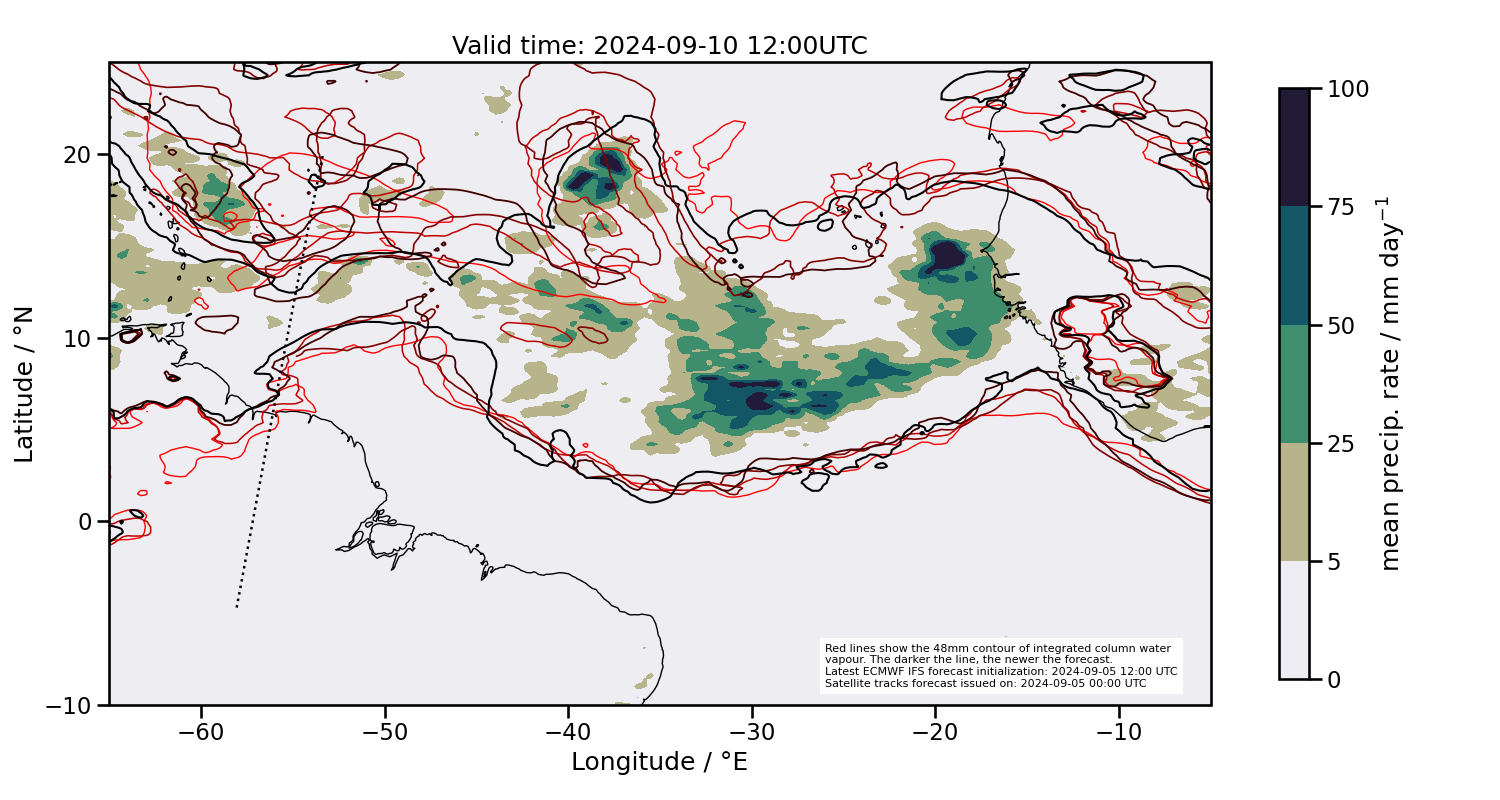 Valid time: 2024-09-10 12:00UTC
20
10
0
−10
Latitude / °N
−60
−50
−40
−30
−20
−10
Longitude / °E
100
75
50
25
5
0
mean precip. rate / mm day⁻¹
Red lines show the 48mm contour of integrated column water
vapour. The darker the line, the newer the forecast.
Latest ECMWF IFS forecast initialization: 2024-09-05 12:00 UTC
Satellite tracks forecast issued on: 2024-09-05 00:00 UTC